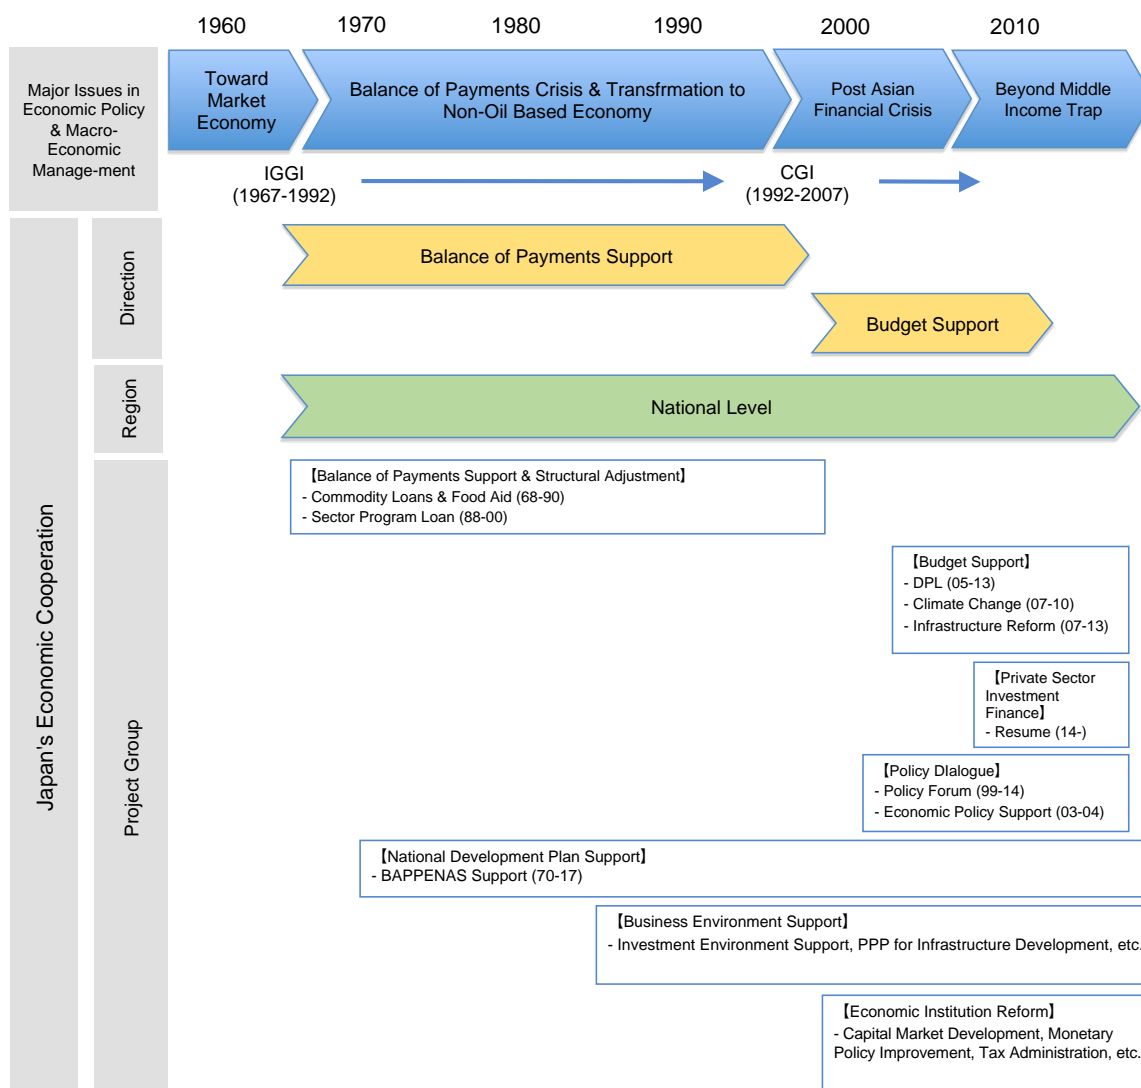 1960 1970 1980 1990 2000 2010
Major Issues in
Economic Policy
& Macro-
Economic
Manage-ment
Toward
Market
Economy
Balance of Payments Crisis & Transfrmation to
Non-Oil Based Economy
Post Asian
Financial Crisis
Beyond Middle
Income Trap
IGGI
(1967-1992)
CGI
(1992-2007)
Japan's Economic Cooperation
Direction
Balance of Payments Support
Budget Support
Region
National Level
Project Group
【Balance of Payments Support & Structural Adjustment】
- Commodity Loans & Food Aid (68-90)
- Sector Program Loan (88-00)
【Budget Support】
- DPL (05-13)
- Climate Change (07-10)
- Infrastructure Reform (07-13)
【Private Sector
Investment
Finance】
- Resume (14-)
【Policy DIalogue】
- Policy Forum (99-14)
- Economic Policy Support (03-04)
【National Development Plan Support】
- BAPPENAS Support (70-17)
【Business Environment Support】
- Investment Environment Support, PPP for Infrastructure Development, etc.
【Economic Institution Reform】
- Capital Market Development, Monetary
Policy Improvement, Tax Administration, etc.